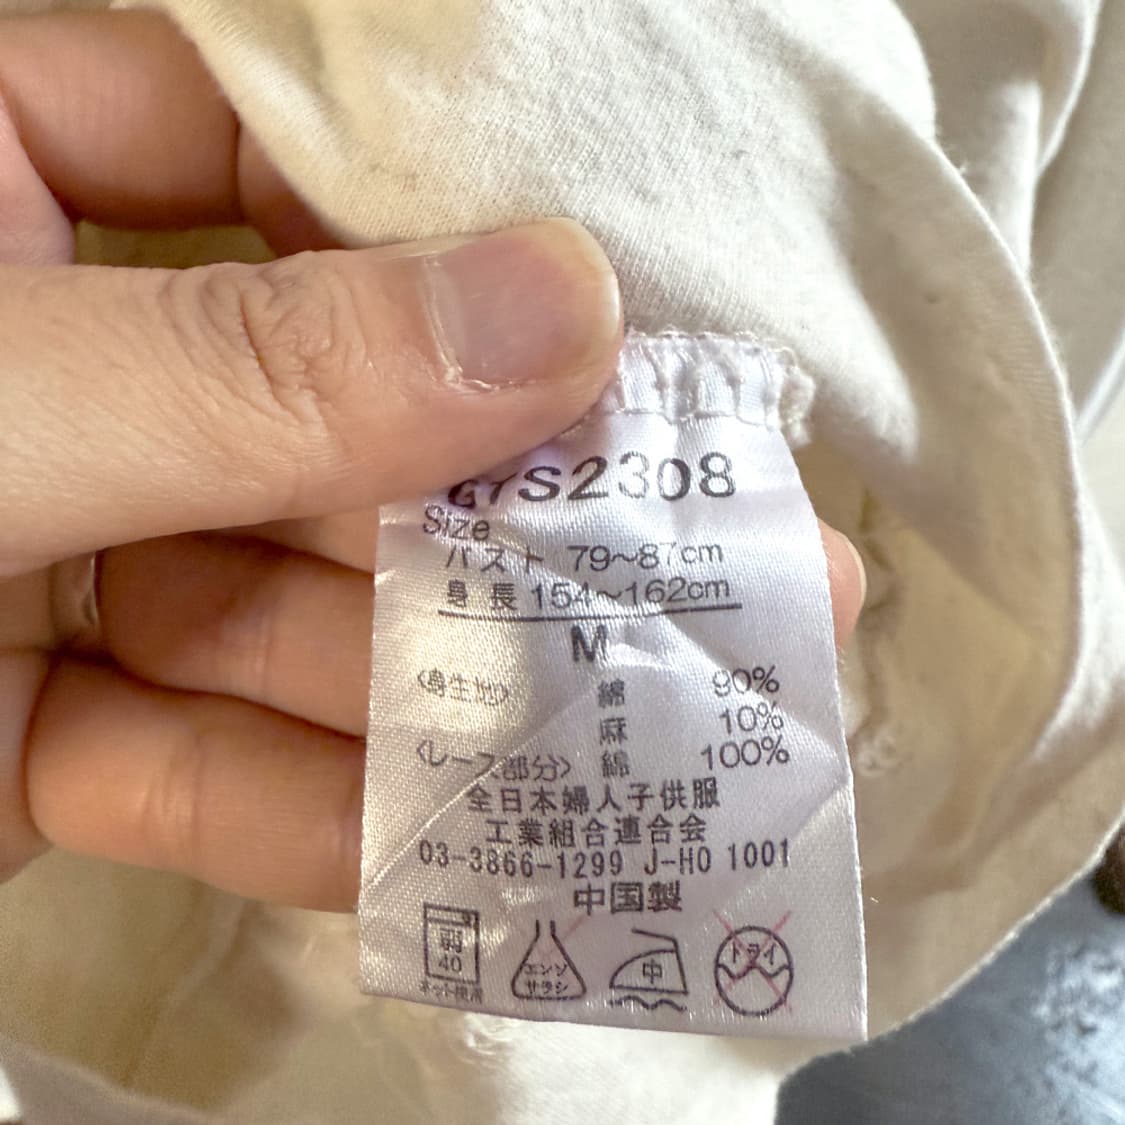 G7S2308
Size
バスト 79~87cm
身長 154~162cm
M
〈身生地〉 綿 90%
麻 10%
〈レース部分〉 綿 100%
全日本婦人子供服
工業組合連合会
03-3866-1299 J-HO 1001
中国製
弱
40
ネット使用
エンソ
サラシ
中
ドライ